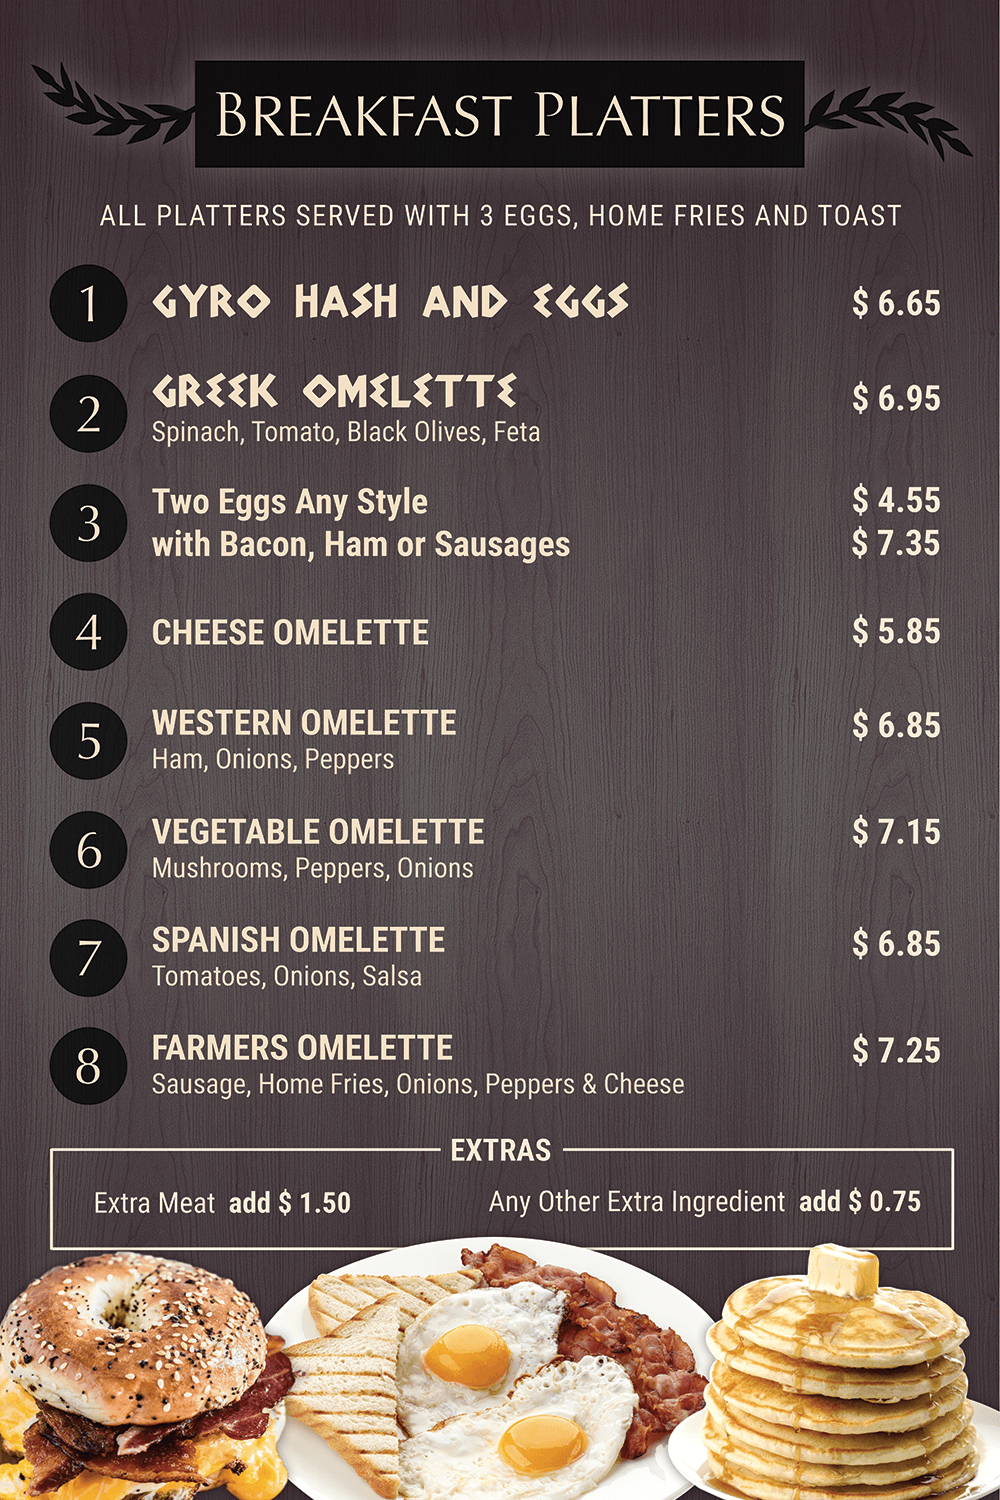 BREAKFAST PLATTERS
ALL PLATTERS SERVED WITH 3 EGGS, HOME FRIES AND TOAST
1 GYRO HASH AND EGGS $ 6.65
2 GREEK OMELETTE $ 6.95
Spinach, Tomato, Black Olives, Feta
3 Two Eggs Any Style $ 4.55
with Bacon, Ham or Sausages $ 7.35
4 CHEESE OMELETTE $ 5.85
5 WESTERN OMELETTE $ 6.85
Ham, Onions, Peppers
6 VEGETABLE OMELETTE $ 7.15
Mushrooms, Peppers, Onions
7 SPANISH OMELETTE $ 6.85
Tomatoes, Onions, Salsa
8 FARMERS OMELETTE $ 7.25
Sausage, Home Fries, Onions, Peppers & Cheese
EXTRAS
Extra Meat add $ 1.50 Any Other Extra Ingredient add $ 0.75